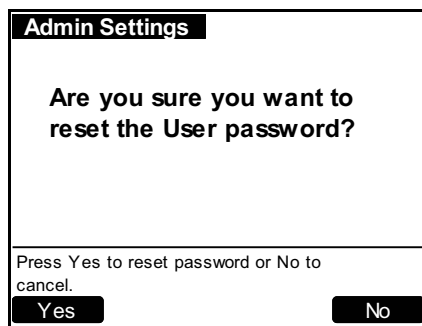 Admin Settings
Are you sure you want to
reset the User password?
Press Yes to reset password or No to
cancel.
Yes No